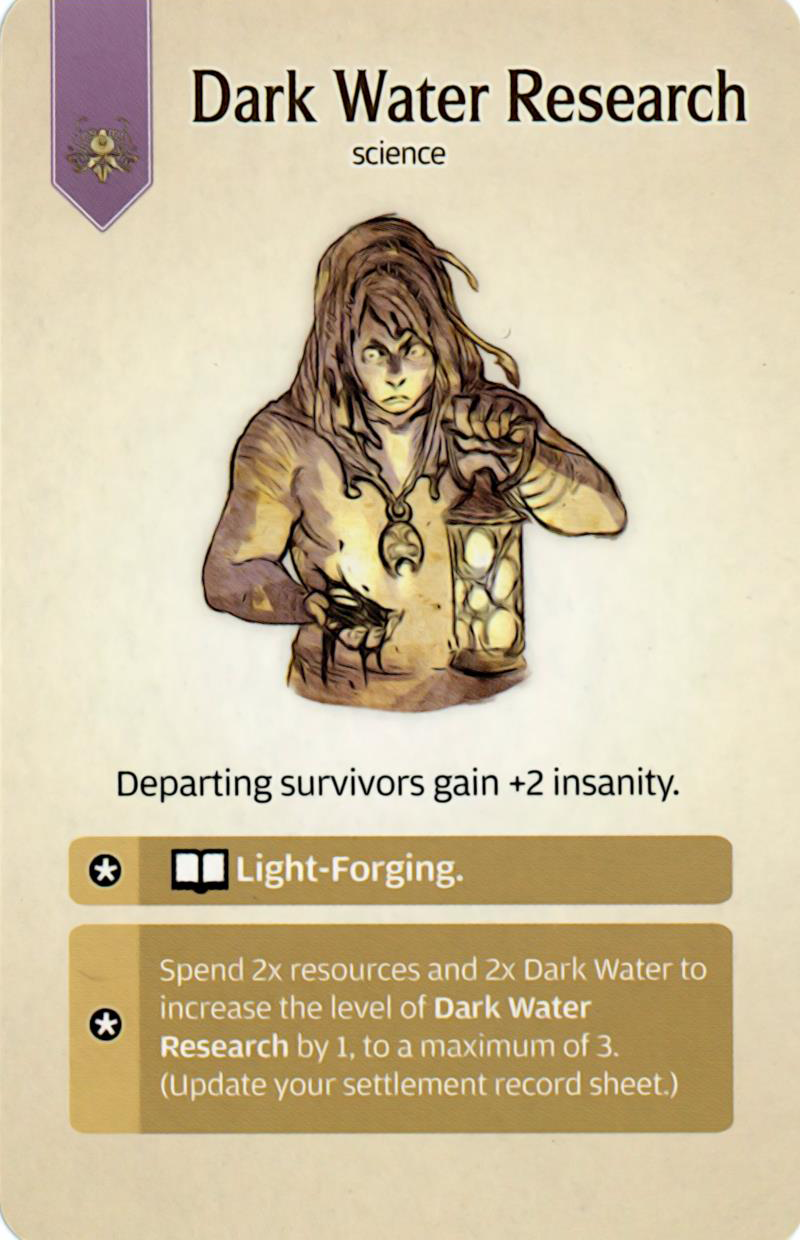 Dark Water Research
science
Departing survivors gain +2 insanity.
Light-Forging.
Spend 2x resources and 2x Dark Water to
increase the level of Dark Water
Research by 1, to a maximum of 3.
(Update your settlement record sheet.)